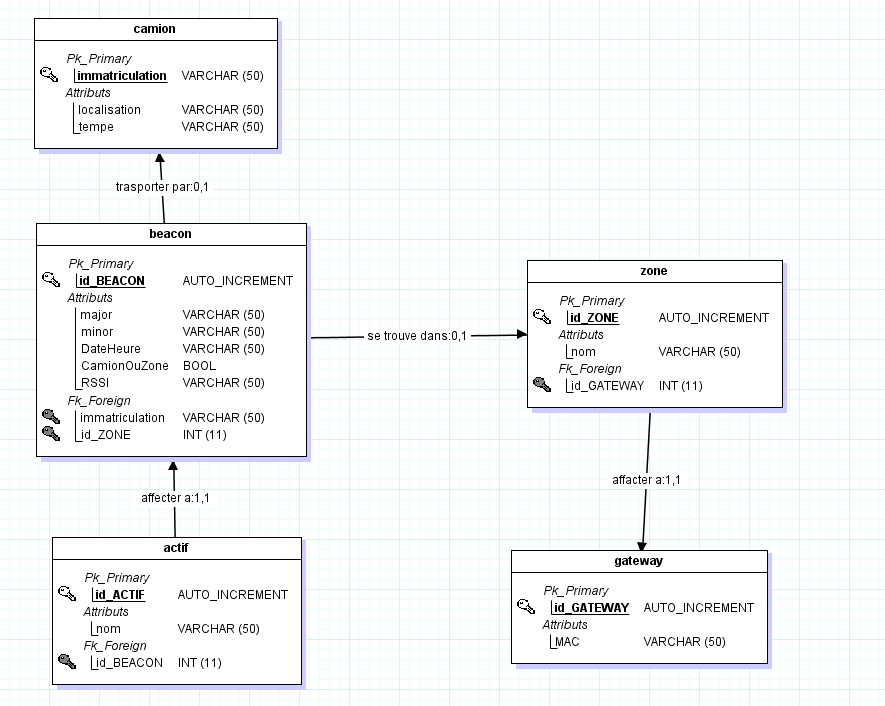 camion
Pk_Primary
immatriculation VARCHAR (50)
Attributs
localisation VARCHAR (50)
tempe VARCHAR (50)
trasporter par:0,1
beacon
Pk_Primary
id_BEACON AUTO_INCREMENT
Attributs
major VARCHAR (50)
minor VARCHAR (50)
DateHeure VARCHAR (50)
CamionOuZone BOOL
RSSI VARCHAR (50)
Fk_Foreign
immatriculation VARCHAR (50)
id_ZONE INT (11)
se trouve dans:0,1
zone
Pk_Primary
id_ZONE AUTO_INCREMENT
Attributs
nom VARCHAR (50)
Fk_Foreign
id_GATEWAY INT (11)
affecter a:1,1
affacter a:1,1
actif
Pk_Primary
id_ACTIF AUTO_INCREMENT
Attributs
nom VARCHAR (50)
Fk_Foreign
id_BEACON INT (11)
gateway
Pk_Primary
id_GATEWAY AUTO_INCREMENT
Attributs
MAC VARCHAR (50)